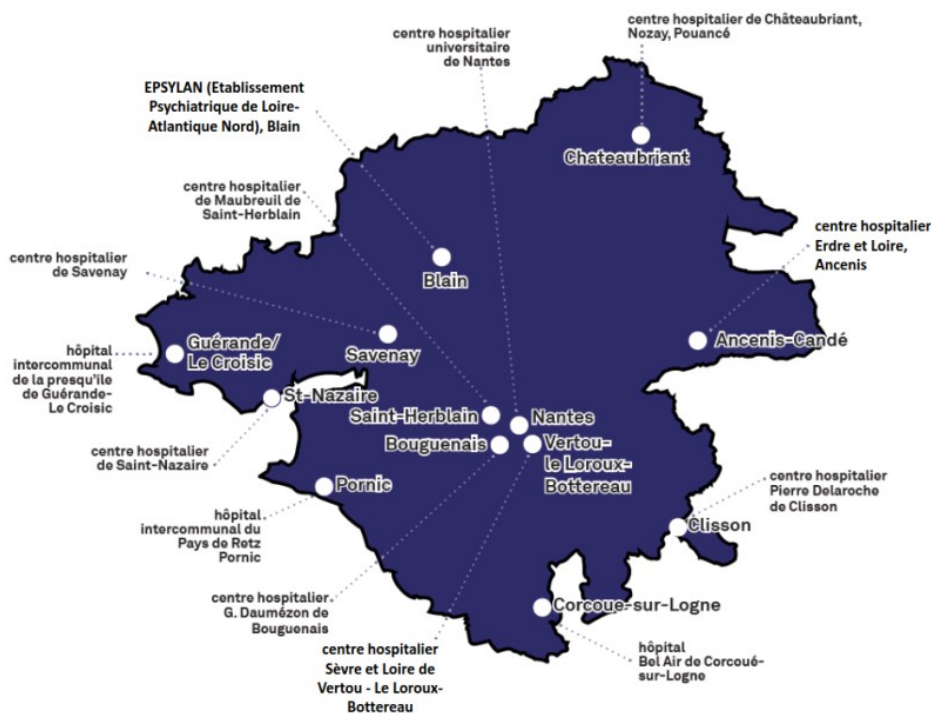 centre hospitalier
universitaire
de Nantes
centre hospitalier de Châteaubriant,
Nozay, Pouancé
EPSYLAN (Etablissement
Psychiatrique de Loire-
Atlantique Nord), Blain
Chateaubriant
centre hospitalier
de Maubreuil de
Saint-Herblain
centre hospitalier
Erdre et Loire,
Ancenis
centre hospitalier
de Savenay
Blain
Guérande/
Le Croisic
Savenay
Ancenis-Candé
hôpital
intercommunal
de la presqu'ile
de Guérande-
Le Croisic
St-Nazaire
Saint-Herblain
Nantes
Bouguenais
Vertou-
le Loroux-
Bottereau
centre hospitalier
de Saint-Nazaire
Pornic
centre hospitalier
Pierre Delaroche
de Clisson
hôpital
intercommunal du
Pays de Retz
Pornic
Clisson
centre hospitalier
G. Daumézon de
Bouguenais
Corcoue-sur-Logne
centre hospitalier
Sèvre et Loire de
Vertou - Le Loroux-
Bottereau
hôpital
Bel Air de Corcoué-
sur-Logne